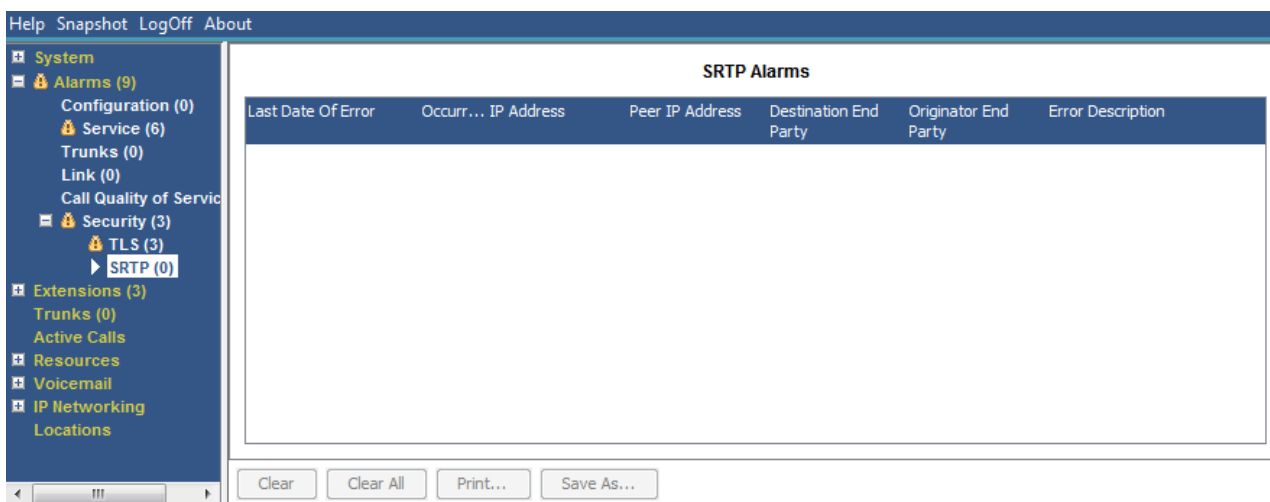 Help Snapshot LogOff About
System
Alarms (9)
Configuration (0)
Service (6)
Trunks (0)
Link (0)
Call Quality of Servic
Security (3)
TLS (3)
SRTP (0)
Extensions (3)
Trunks (0)
Active Calls
Resources
Voicemail
IP Networking
Locations
SRTP Alarms
Last Date Of Error Occurr... IP Address Peer IP Address Destination End Originator End Error Description
Party Party
Clear Clear All Print... Save As...